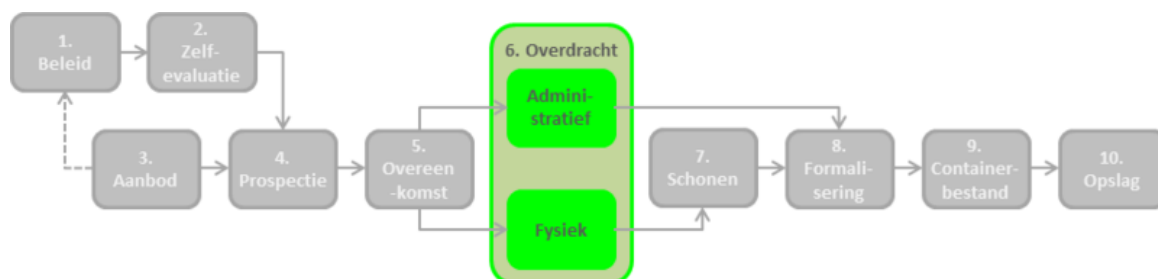 1.
Beleid
2.
Zelf-
evaluatie
3.
Aanbod
4.
Prospectie
5.
Overeen
-komst
6. Overdracht
Admini-
stratief
Fysiek
7.
Schonen
8.
Formali-
sering
9.
Container-
bestand
10.
Opslag